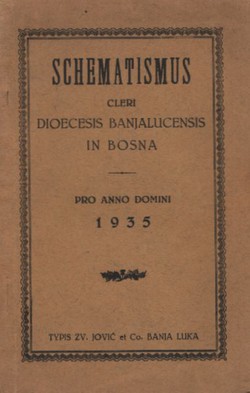 SCHEMATISMUS
CLERI
DIOECESIS BANJALUCENSIS
IN BOSNA
PRO ANNO DOMINI
1935
TYPIS ZV. JOVIĆ et Co. BANJA LUKA